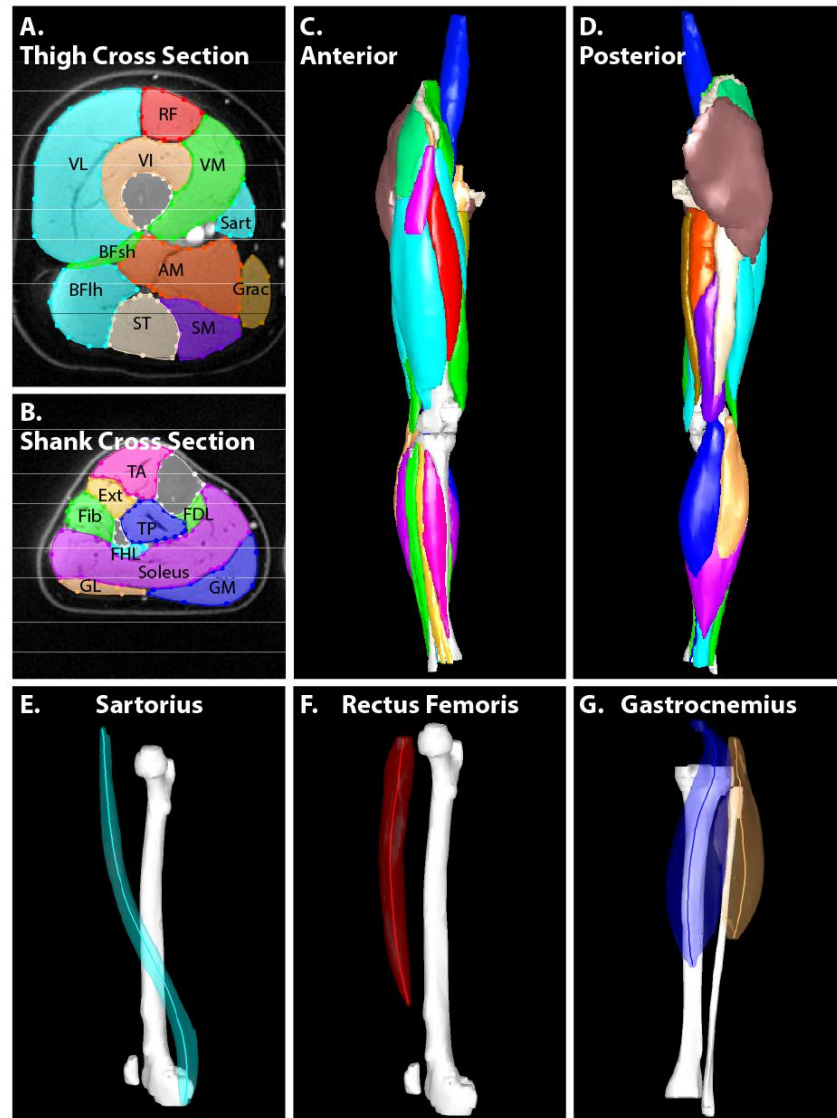 A.
Thigh Cross Section
RF
VL
VI
VM
Sart
BFsh
AM
BFlh
Grac
ST
SM
B.
Shank Cross Section
TA
Ext
Fib
TP
FDL
FHL
Soleus
GL
GM
C.
Anterior
D.
Posterior
E. Sartorius
F. Rectus Femoris
G. Gastrocnemius